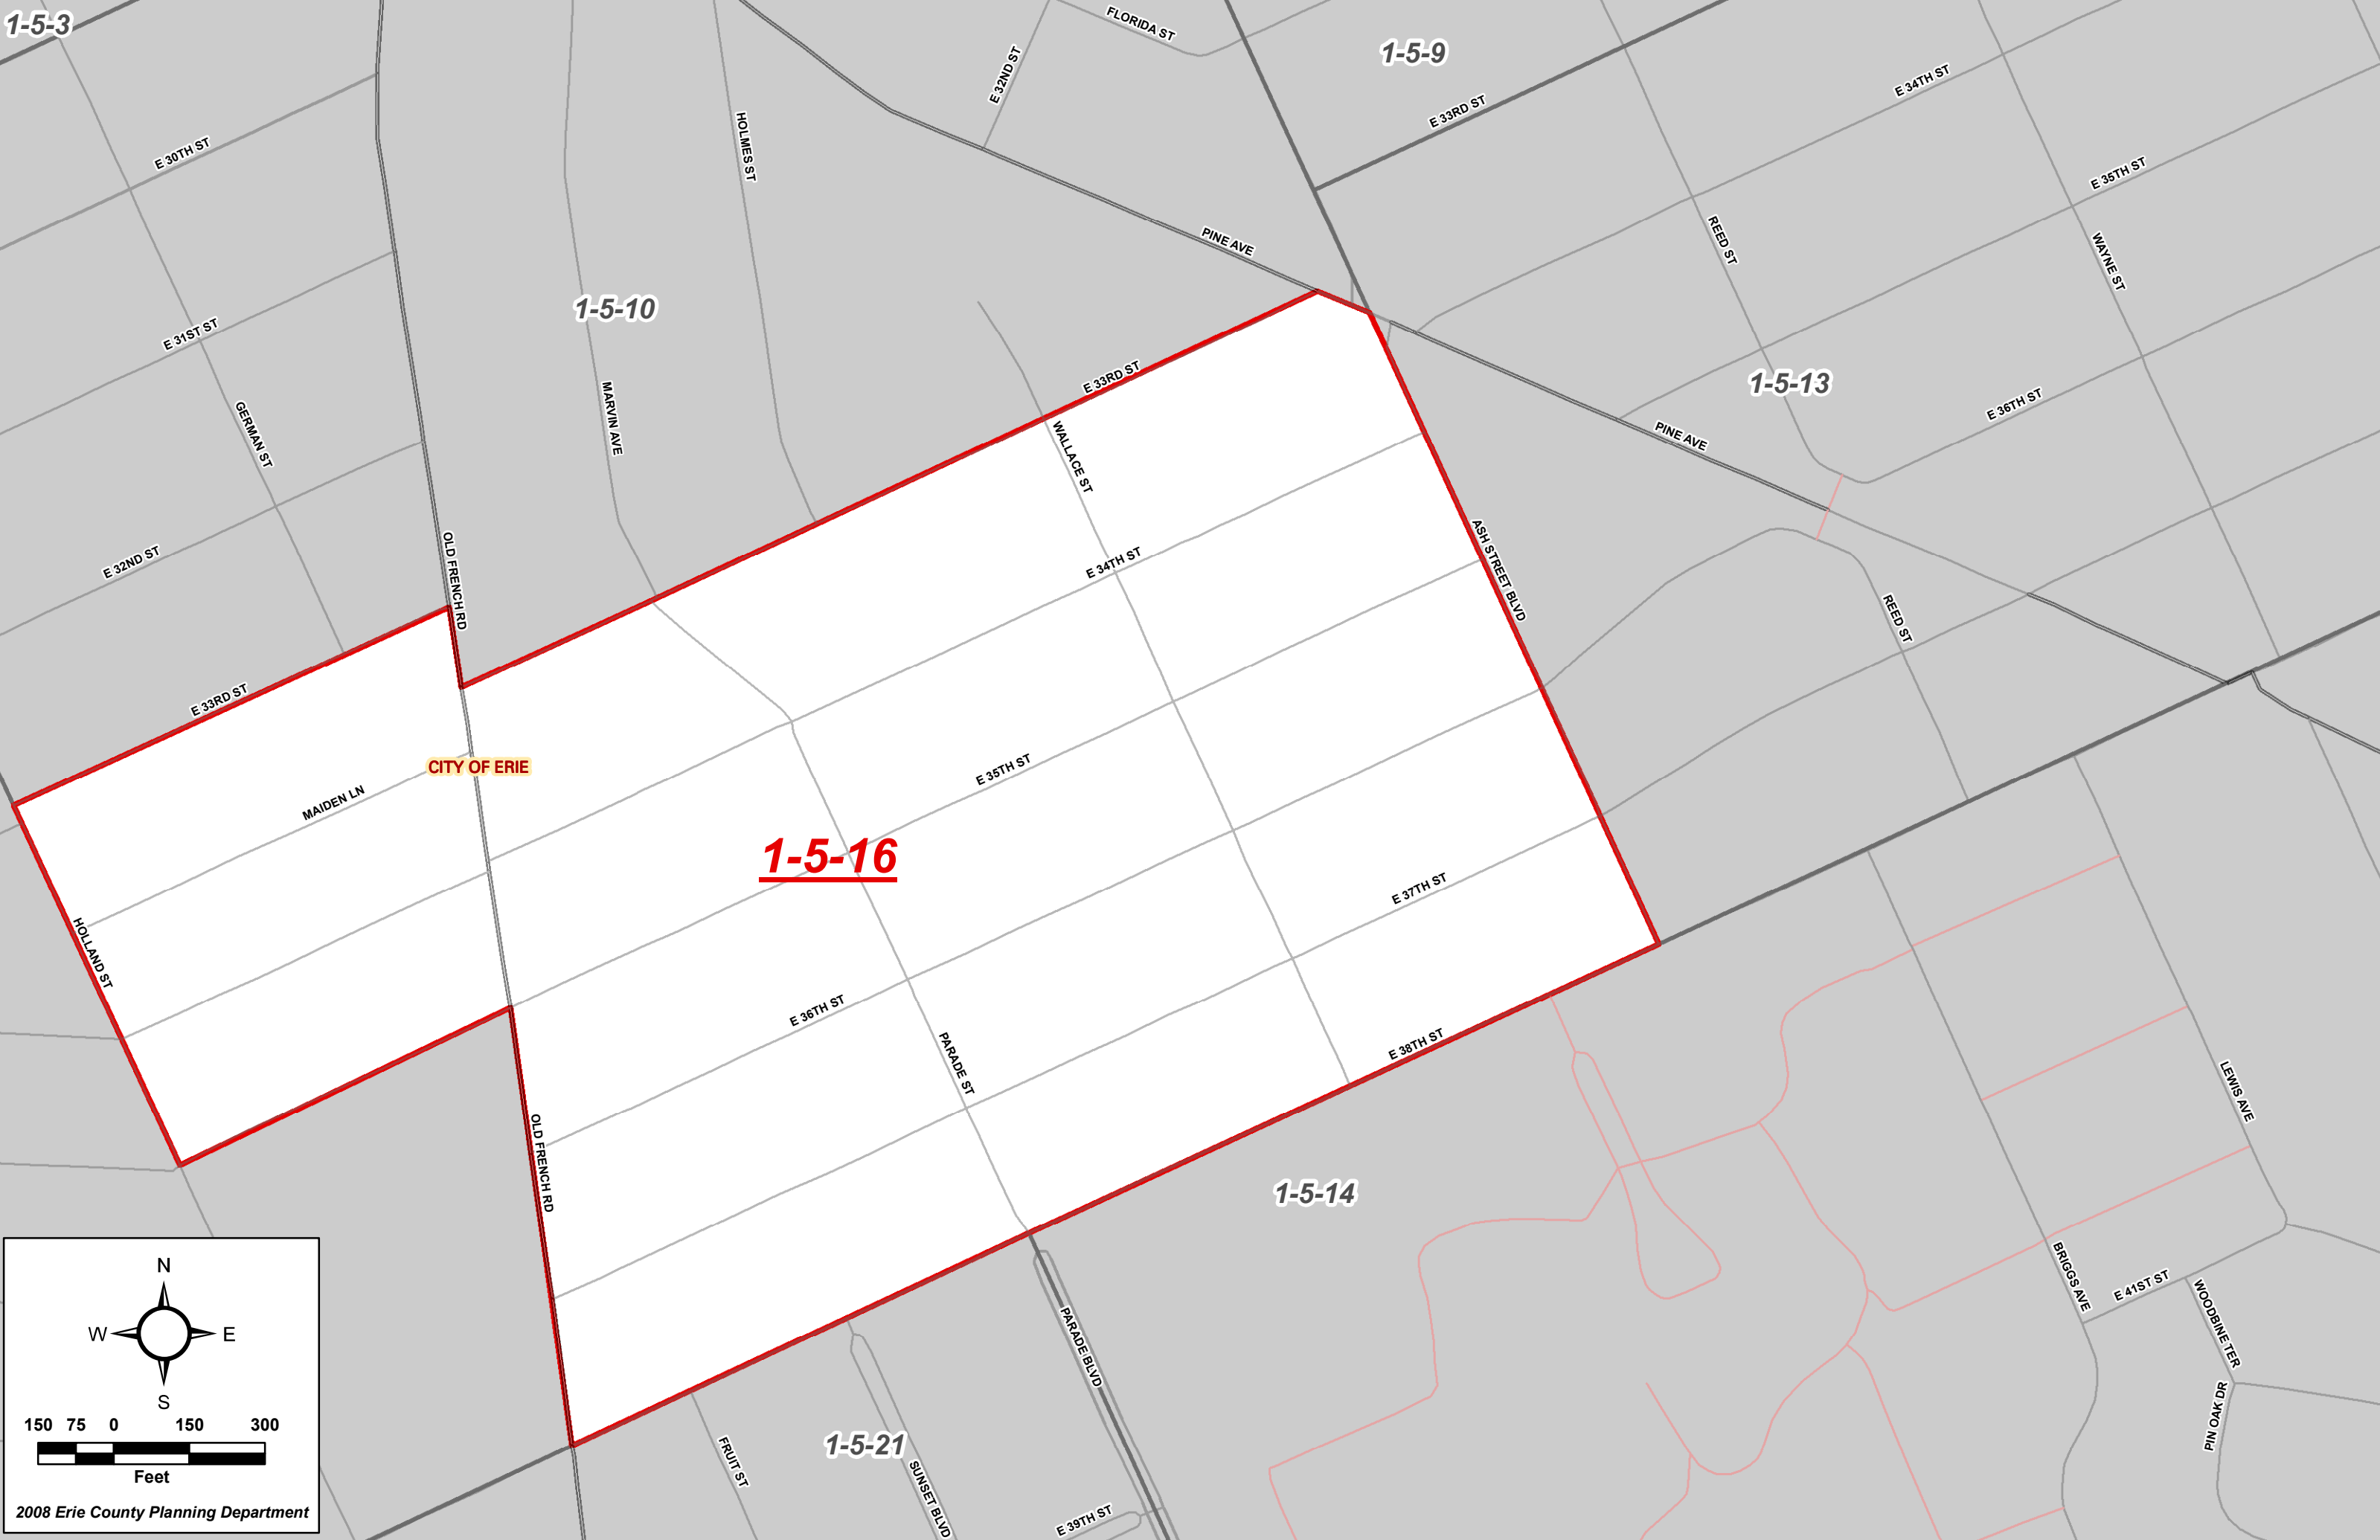 1-5-3
FLORIDA ST
1-5-9
E 32ND ST
E 34TH ST
E 33RD ST
HOLMES ST
E 30TH ST
E 35TH ST
REED ST
PINE AVE
WAYNE ST
1-5-10
E 31ST ST
E 33RD ST
1-5-13
MARVIN AVE
E 36TH ST
GERMAN ST
WALLACE ST
PINE AVE
E 32ND ST
OLD FRENCH RD
E 34TH ST
ASH STREET BLVD
REED ST
E 33RD ST
CITY OF ERIE
E 35TH ST
MAIDEN LN
1-5-16
E 37TH ST
HOLLAND ST
E 36TH ST
PARADE ST
E 38TH ST
LEWIS AVE
OLD FRENCH RD
1-5-14
BRIGGS AVE
E 41ST ST
WOODBINE TER
PARADE BLVD
PIN OAK DR
1-5-21
FRUIT ST
SUNSET BLVD
E 39TH ST
N
W E
S
150 75 0 150 300
Feet
2008 Erie County Planning Department